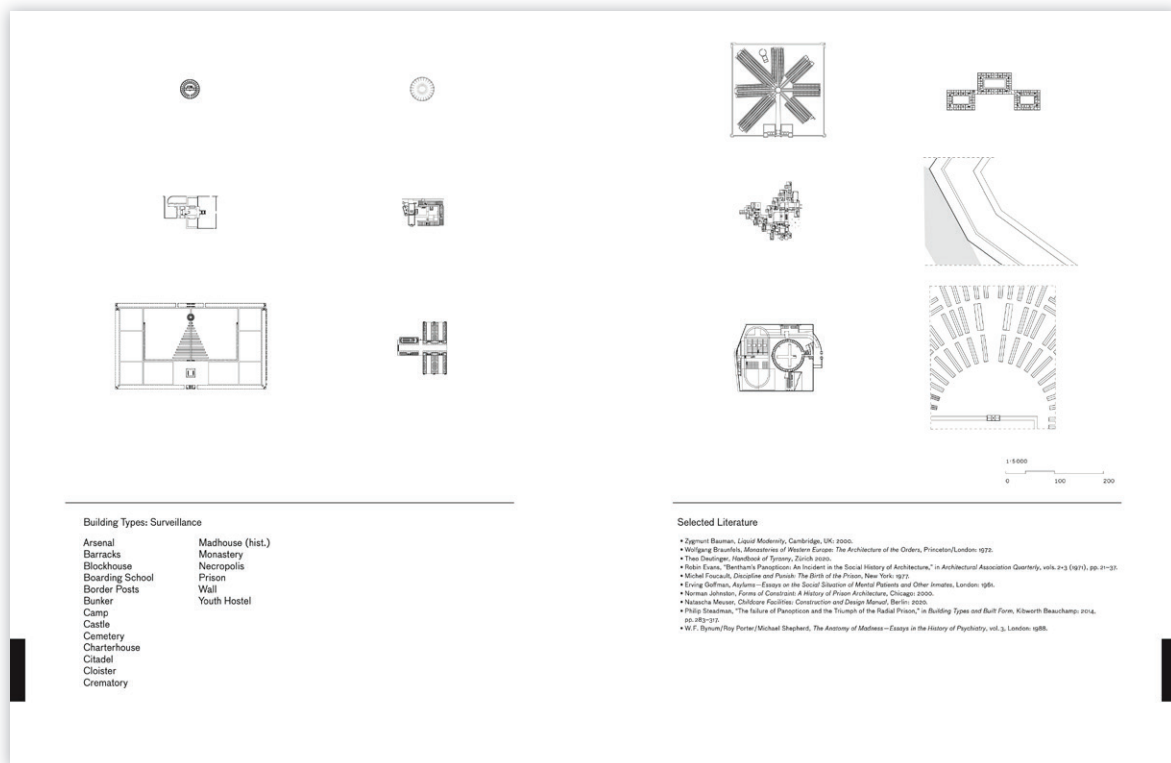 1:5000
0 100 200
Building Types: Surveillance
Arsenal
Barracks
Blockhouse
Boarding School
Border Posts
Bunker
Camp
Castle
Cemetery
Charterhouse
Citadel
Cloister
Crematory
Madhouse (hist.)
Monastery
Necropolis
Prison
Wall
Youth Hostel
Selected Literature
• Zygmunt Bauman, Liquid Modernity, Cambridge, UK: 2000.
• Wolfgang Braunfels, Monasteries of Western Europe: The Architecture of the Orders, Princeton/London: 1972.
• Theo Deutinger, Handbook of Tyranny, Zürich 2020.
• Robin Evans, "Bentham's Panopticon: An Incident in the Social History of Architecture," in Architectural Association Quarterly, vols. 2+3 (1971), pp. 21–37.
• Michel Foucault, Discipline and Punish: The Birth of the Prison, New York: 1977.
• Erving Goffman, Asylums—Essays on the Social Situation of Mental Patients and Other Inmates, London: 1961.
• Norman Johnston, Forms of Constraint: A History of Prison Architecture, Chicago: 2000.
• Natascha Meuser, Childcare Facilities: Construction and Design Manual, Berlin: 2020.
• Philip Steadman, "The failure of Panopticon and the Triumph of the Radial Prison," in Building Types and Built Form, Kibworth Beauchamp: 2014,
pp. 283–317.
• W.F. Bynum/Roy Porter/Michael Shepherd, The Anatomy of Madness—Essays in the History of Psychiatry, vol. 3, London: 1988.